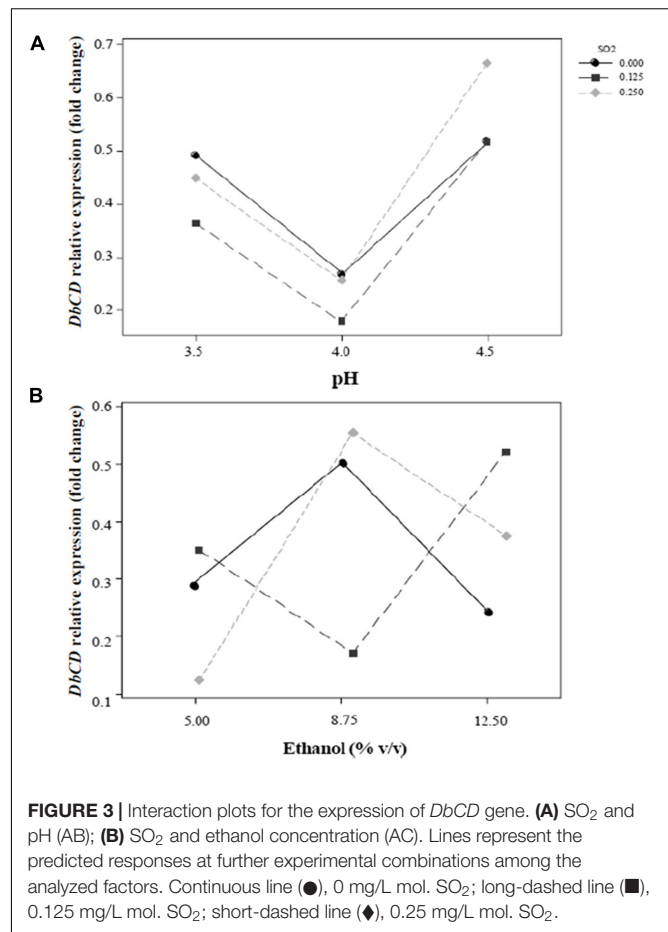 A
0.7
0.6
0.5
0.4
0.3
0.2
DbCD relative expression (fold change)
3.5 4.0 4.5
pH
SO2
0.000
0.125
0.250
B
0.6
0.5
0.4
0.3
0.2
0.1
DbCD relative expression (fold change)
5.00 8.75 12.50
Ethanol (% v/v)
FIGURE 3 | Interaction plots for the expression of DbCD gene. (A) SO₂ and
pH (AB); (B) SO₂ and ethanol concentration (AC). Lines represent the
predicted responses at further experimental combinations among the
analyzed factors. Continuous line (●), 0 mg/L mol. SO₂; long-dashed line (■),
0.125 mg/L mol. SO₂; short-dashed line (♦), 0.25 mg/L mol. SO₂.